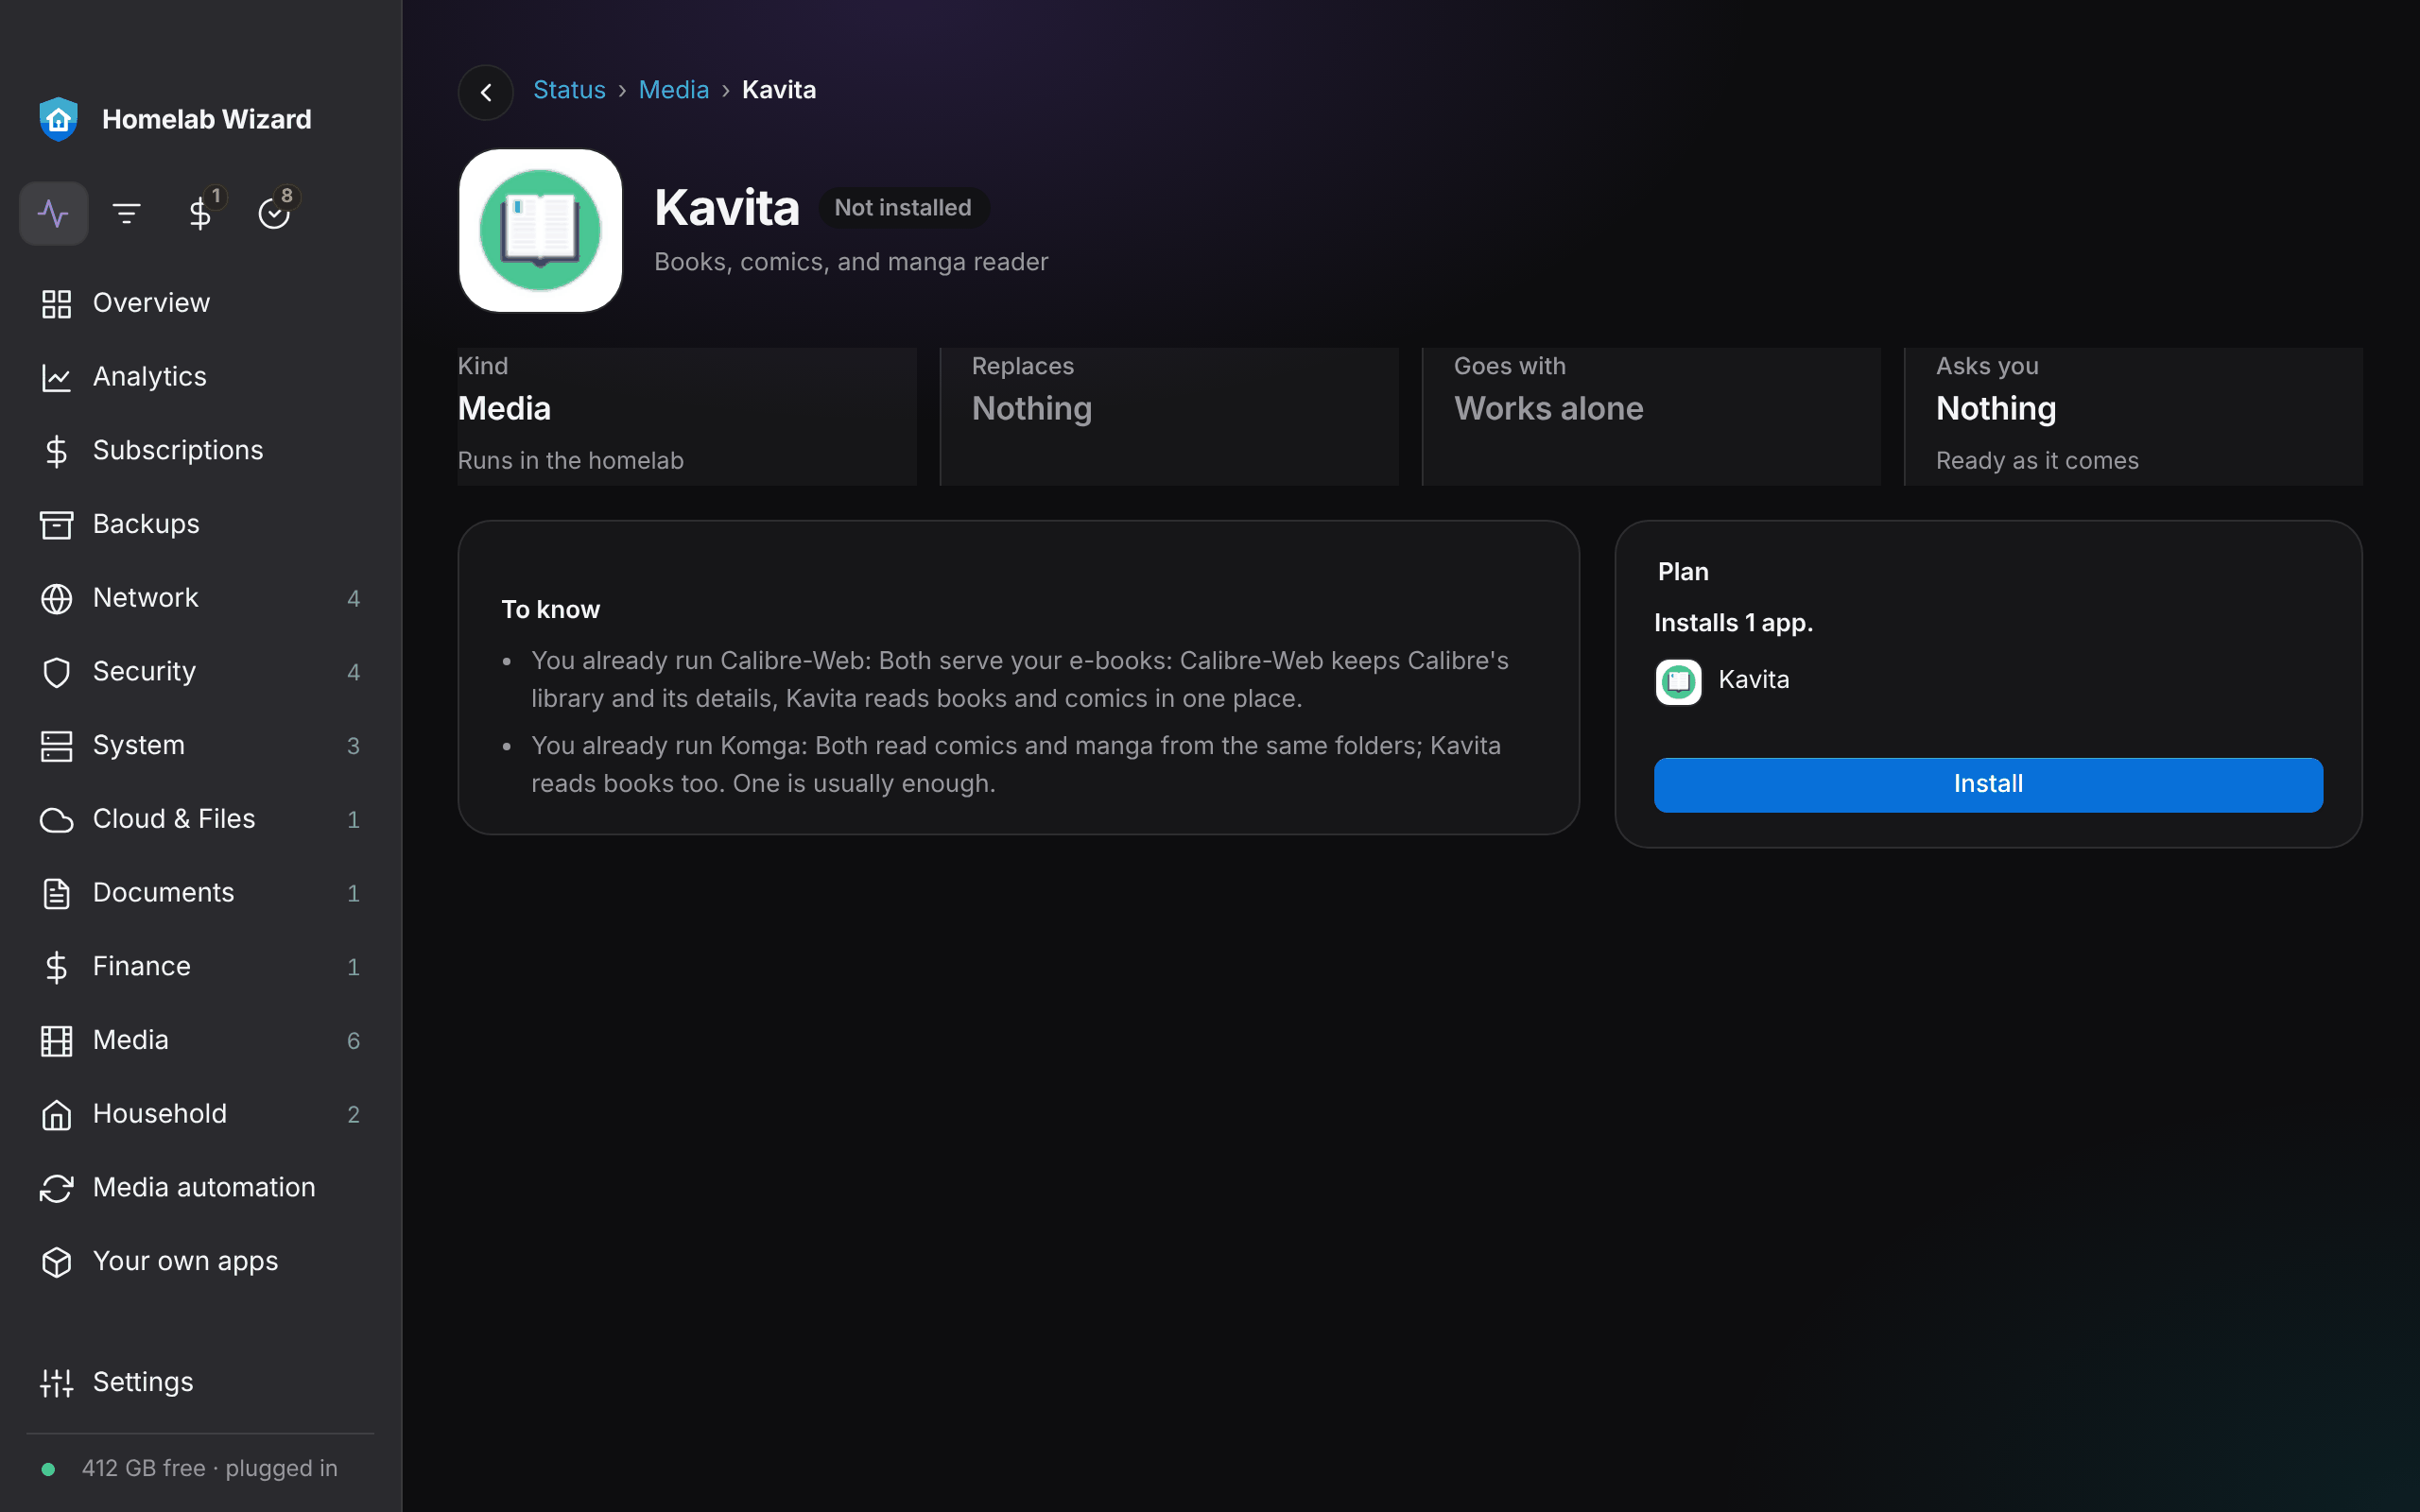 Homelab Wizard
1
8
Overview
Analytics
Subscriptions
Backups
Network 4
Security 4
System 3
Cloud & Files 1
Documents 1
Finance 1
Media 6
Household 2
Media automation
Your own apps
Settings
412 GB free · plugged in
Status › Media › Kavita
Kavita Not installed
Books, comics, and manga reader
Kind
Media
Runs in the homelab
Replaces
Nothing
Goes with
Works alone
Asks you
Nothing
Ready as it comes
To know
• You already run Calibre-Web: Both serve your e-books: Calibre-Web keeps Calibre's
library and its details, Kavita reads books and comics in one place.
• You already run Komga: Both read comics and manga from the same folders; Kavita
reads books too. One is usually enough.
Plan
Installs 1 app.
Kavita
Install